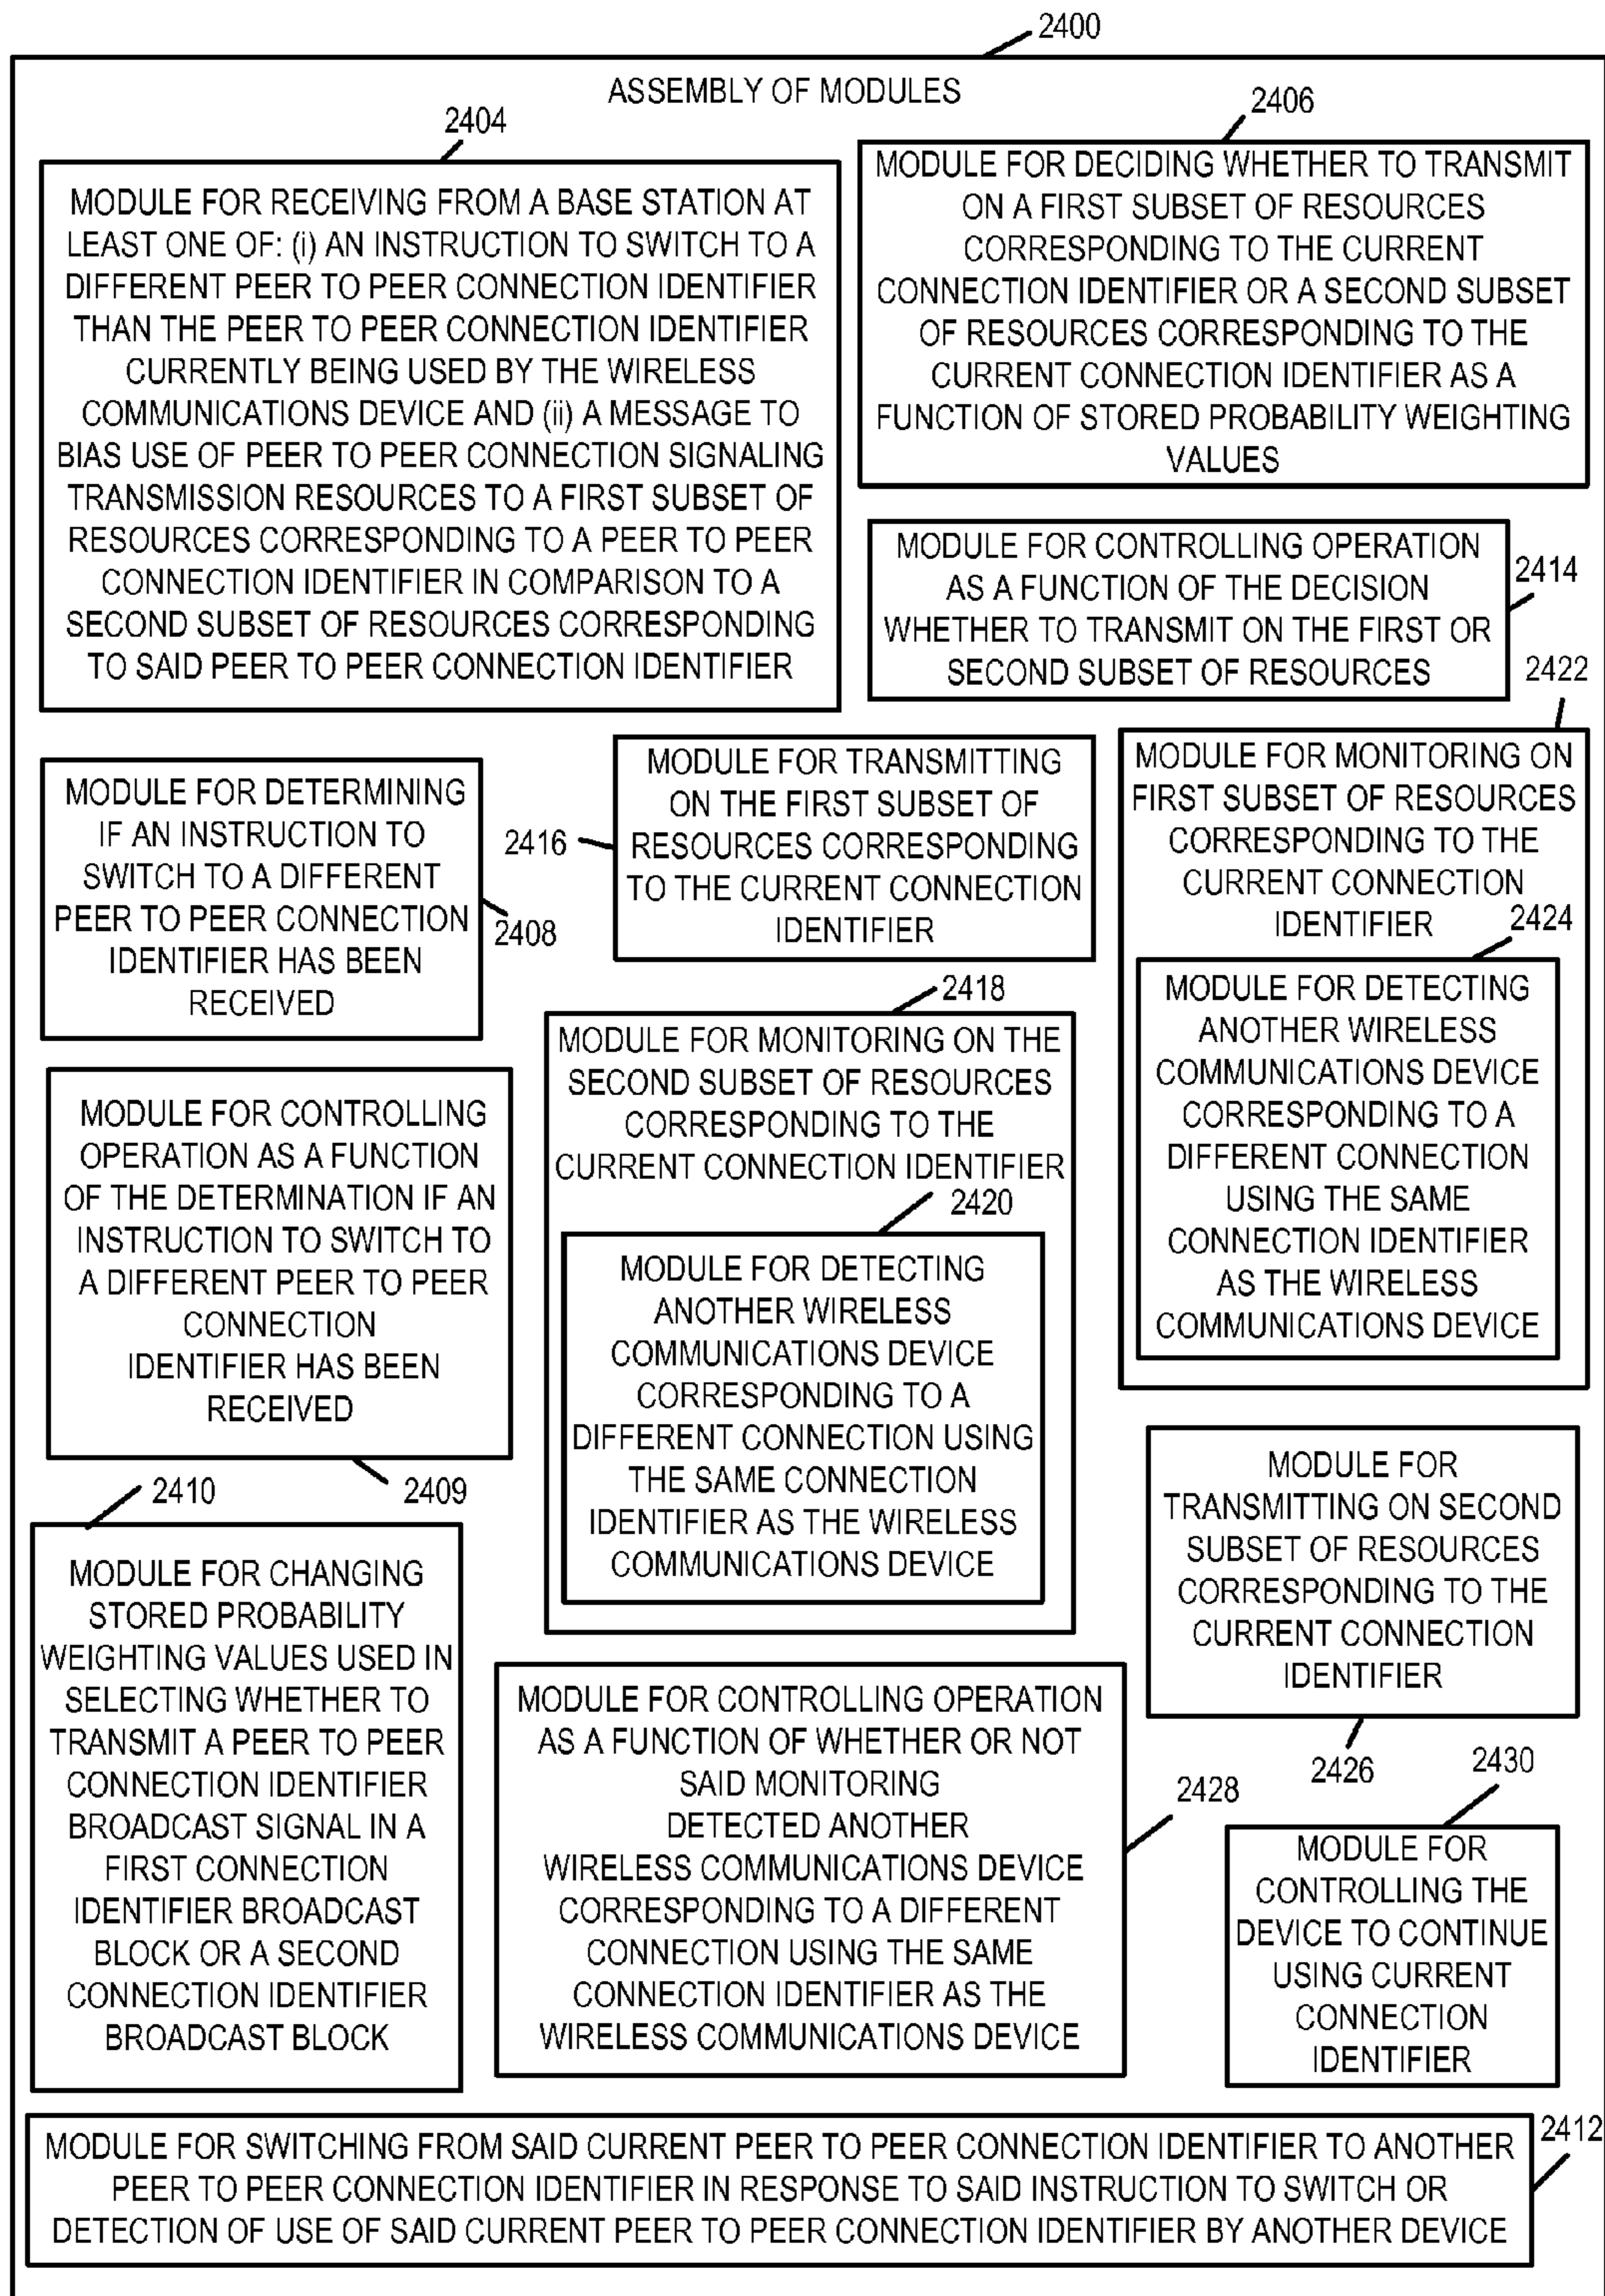 2400
ASSEMBLY OF MODULES
2404
MODULE FOR RECEIVING FROM A BASE STATION AT
LEAST ONE OF: (i) AN INSTRUCTION TO SWITCH TO A
DIFFERENT PEER TO PEER CONNECTION IDENTIFIER
THAN THE PEER TO PEER CONNECTION IDENTIFIER
CURRENTLY BEING USED BY THE WIRELESS
COMMUNICATIONS DEVICE AND (ii) A MESSAGE TO
BIAS USE OF PEER TO PEER CONNECTION SIGNALING
TRANSMISSION RESOURCES TO A FIRST SUBSET OF
RESOURCES CORRESPONDING TO A PEER TO PEER
CONNECTION IDENTIFIER IN COMPARISON TO A
SECOND SUBSET OF RESOURCES CORRESPONDING
TO SAID PEER TO PEER CONNECTION IDENTIFIER
2406
MODULE FOR DECIDING WHETHER TO TRANSMIT
ON A FIRST SUBSET OF RESOURCES
CORRESPONDING TO THE CURRENT
CONNECTION IDENTIFIER OR A SECOND SUBSET
OF RESOURCES CORRESPONDING TO THE
CURRENT CONNECTION IDENTIFIER AS A
FUNCTION OF STORED PROBABILITY WEIGHTING
VALUES
MODULE FOR CONTROLLING OPERATION
AS A FUNCTION OF THE DECISION
WHETHER TO TRANSMIT ON THE FIRST OR
SECOND SUBSET OF RESOURCES
2414
MODULE FOR DETERMINING
IF AN INSTRUCTION TO
SWITCH TO A DIFFERENT
PEER TO PEER CONNECTION
IDENTIFIER HAS BEEN
RECEIVED
2408
2416
MODULE FOR TRANSMITTING
ON THE FIRST SUBSET OF
RESOURCES CORRESPONDING
TO THE CURRENT CONNECTION
IDENTIFIER
2422
MODULE FOR MONITORING ON
FIRST SUBSET OF RESOURCES
CORRESPONDING TO THE
CURRENT CONNECTION
IDENTIFIER
2424
MODULE FOR DETECTING
ANOTHER WIRELESS
COMMUNICATIONS DEVICE
CORRESPONDING TO A
DIFFERENT CONNECTION
USING THE SAME
CONNECTION IDENTIFIER
AS THE WIRELESS
COMMUNICATIONS DEVICE
2418
MODULE FOR MONITORING ON THE
SECOND SUBSET OF RESOURCES
CORRESPONDING TO THE
CURRENT CONNECTION IDENTIFIER
2420
MODULE FOR DETECTING
ANOTHER WIRELESS
COMMUNICATIONS DEVICE
CORRESPONDING TO A
DIFFERENT CONNECTION USING
THE SAME CONNECTION
IDENTIFIER AS THE WIRELESS
COMMUNICATIONS DEVICE
MODULE FOR CONTROLLING
OPERATION AS A FUNCTION
OF THE DETERMINATION IF AN
INSTRUCTION TO SWITCH TO
A DIFFERENT PEER TO PEER
CONNECTION
IDENTIFIER HAS BEEN
RECEIVED
2409
2410
MODULE FOR CHANGING
STORED PROBABILITY
WEIGHTING VALUES USED IN
SELECTING WHETHER TO
TRANSMIT A PEER TO PEER
CONNECTION IDENTIFIER
BROADCAST SIGNAL IN A
FIRST CONNECTION
IDENTIFIER BROADCAST
BLOCK OR A SECOND
CONNECTION IDENTIFIER
BROADCAST BLOCK
MODULE FOR
TRANSMITTING ON SECOND
SUBSET OF RESOURCES
CORRESPONDING TO THE
CURRENT CONNECTION
IDENTIFIER
2426
MODULE FOR CONTROLLING OPERATION
AS A FUNCTION OF WHETHER OR NOT
SAID MONITORING
DETECTED ANOTHER
WIRELESS COMMUNICATIONS DEVICE
CORRESPONDING TO A DIFFERENT
CONNECTION USING THE SAME
CONNECTION IDENTIFIER AS THE
WIRELESS COMMUNICATIONS DEVICE
2428
2430
MODULE FOR
CONTROLLING THE
DEVICE TO CONTINUE
USING CURRENT
CONNECTION
IDENTIFIER
MODULE FOR SWITCHING FROM SAID CURRENT PEER TO PEER CONNECTION IDENTIFIER TO ANOTHER
PEER TO PEER CONNECTION IDENTIFIER IN RESPONSE TO SAID INSTRUCTION TO SWITCH OR
DETECTION OF USE OF SAID CURRENT PEER TO PEER CONNECTION IDENTIFIER BY ANOTHER DEVICE
2412